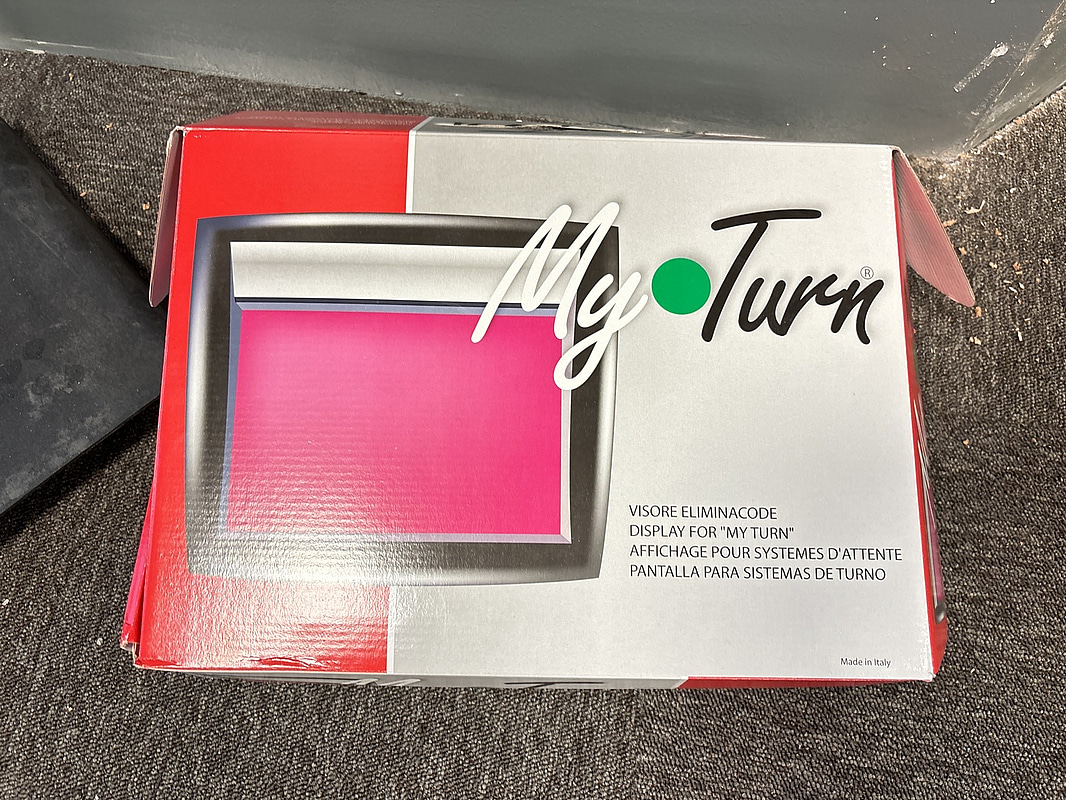 My Turn®
VISORE ELIMINACODE
DISPLAY FOR "MY TURN"
AFFICHAGE POUR SYSTEMES D'ATTENTE
PANTALLA PARA SISTEMAS DE TURNO
Made in Italy